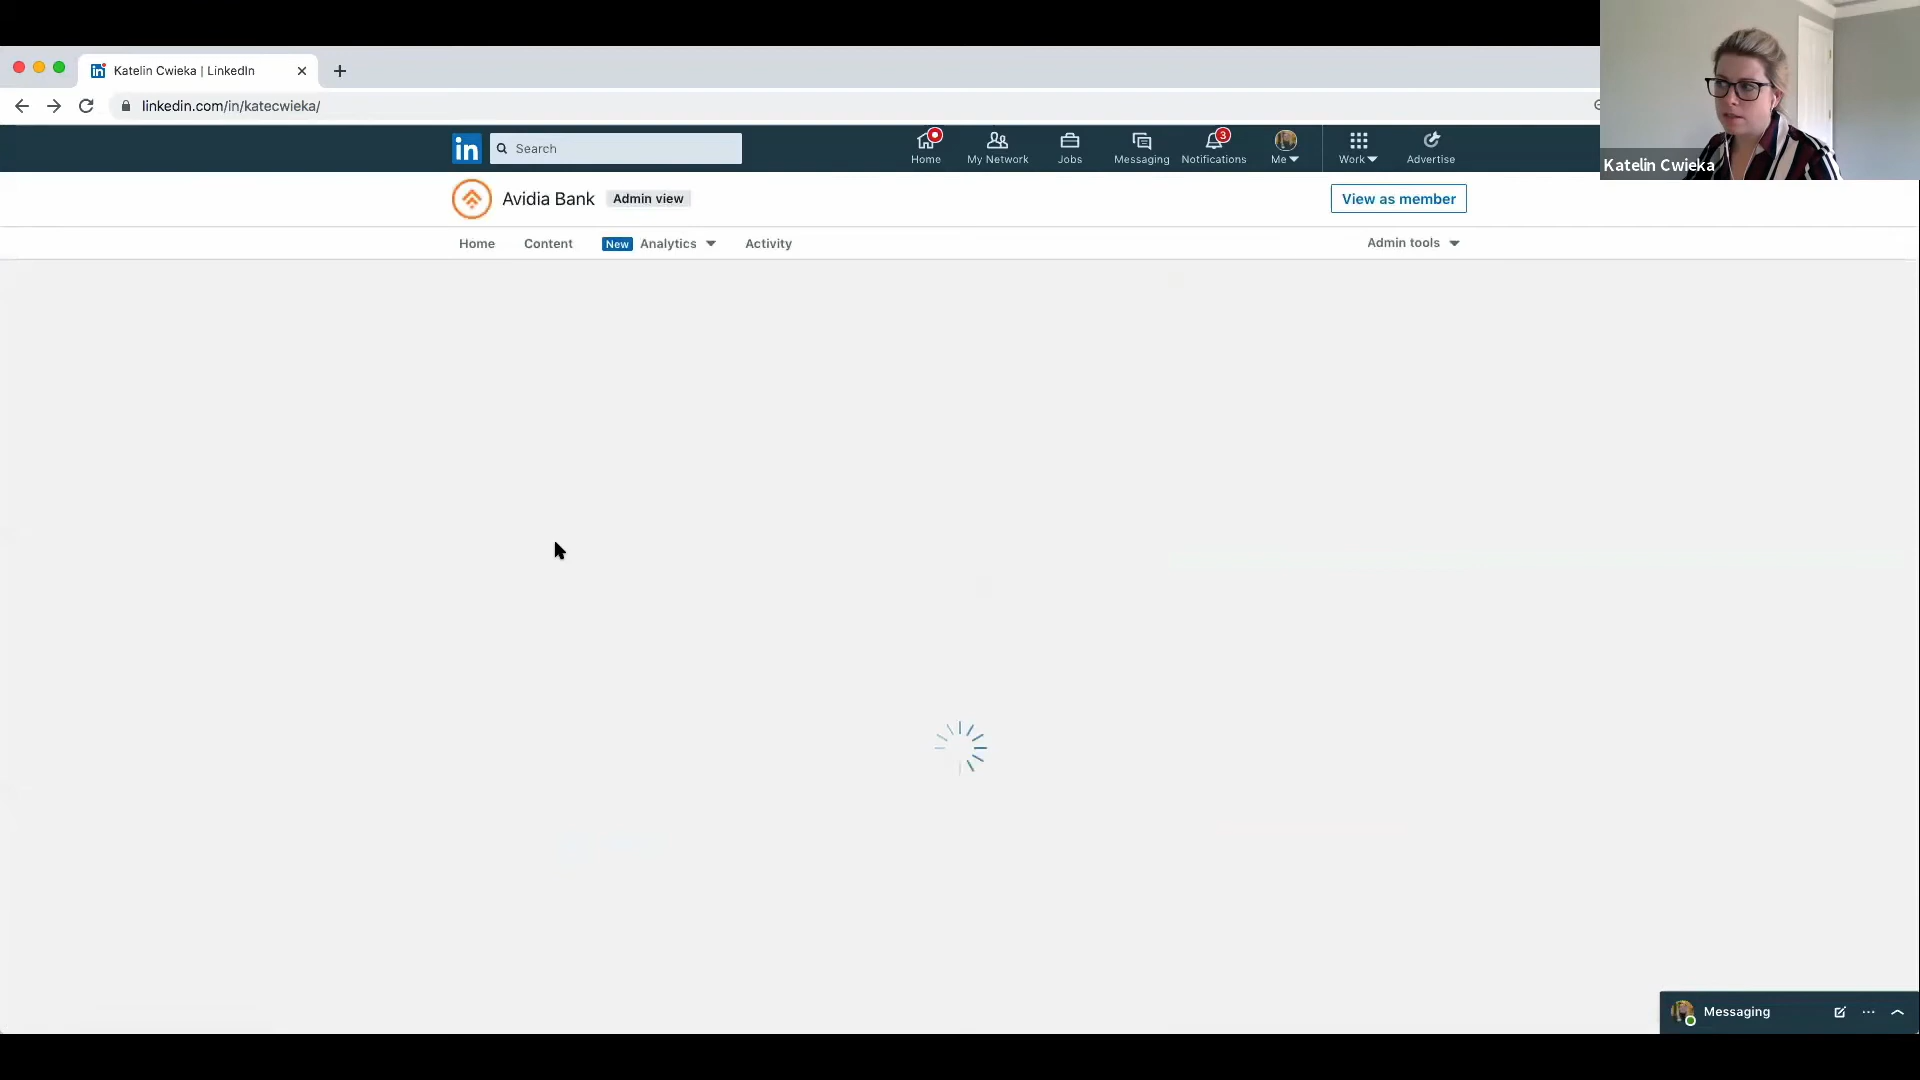 Katelin Cwieka | LinkedIn
linkedin.com/in/katecwieka/
in
Search
Home
My Network
Jobs
Messaging
3
Notifications
Me
Work
Advertise
Katelin Cwieka
Avidia Bank
Admin view
View as member
Home
Content
New
Analytics
Activity
Admin tools
Messaging